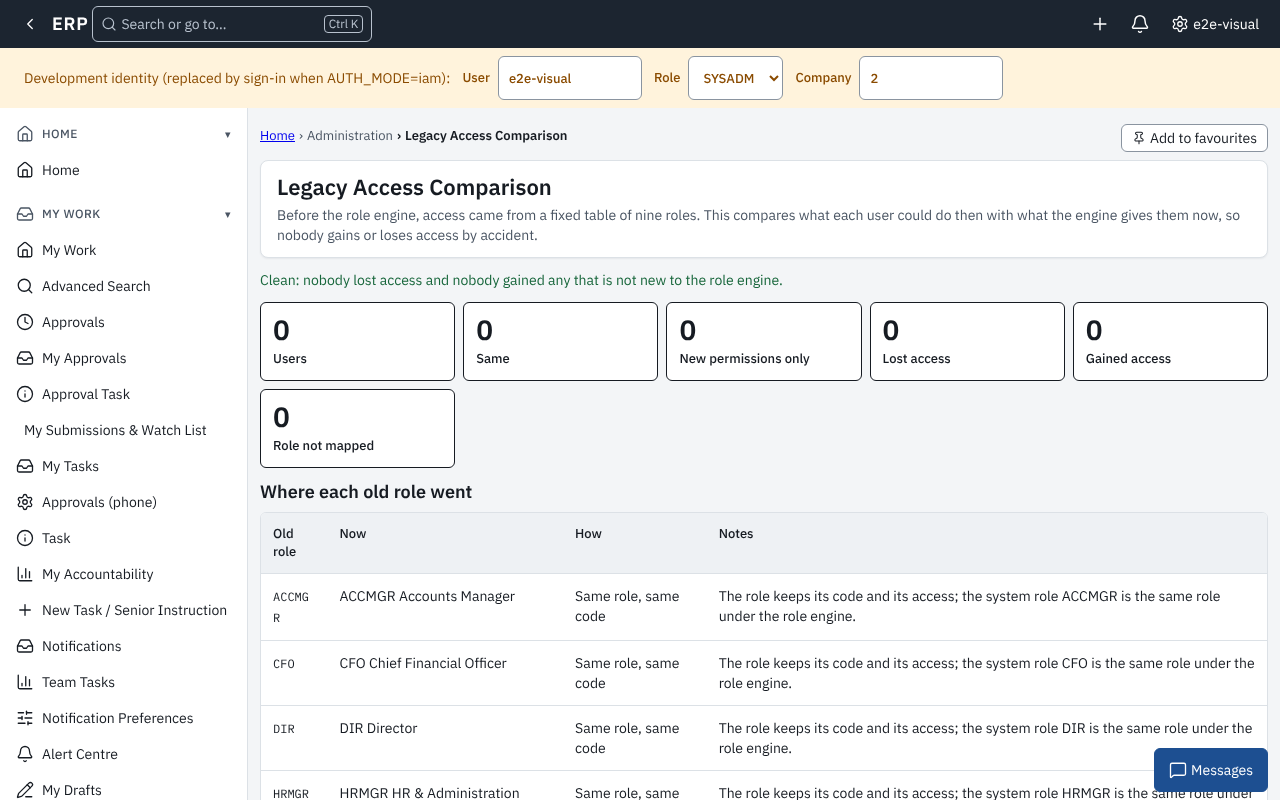 ERP
Search or go to...
Ctrl K
e2e-visual
Development identity (replaced by sign-in when AUTH_MODE=iam):
User
e2e-visual
Role
SYSADM
Company
2
HOME
Home
MY WORK
My Work
Advanced Search
Approvals
My Approvals
Approval Task
My Submissions & Watch List
My Tasks
Approvals (phone)
Task
My Accountability
New Task / Senior Instruction
Notifications
Team Tasks
Notification Preferences
Alert Centre
My Drafts
Home › Administration › Legacy Access Comparison
Add to favourites
Legacy Access Comparison
Before the role engine, access came from a fixed table of nine roles. This compares what each user could do then with what the engine gives them now, so
nobody gains or loses access by accident.
Clean: nobody lost access and nobody gained any that is not new to the role engine.
0
Users
0
Same
0
New permissions only
0
Lost access
0
Gained access
0
Role not mapped
Where each old role went
Old
role
Now
How
Notes
ACCMG
R
ACCMGR Accounts Manager
Same role, same
code
The role keeps its code and its access; the system role ACCMGR is the same role
under the role engine.
CFO
CFO Chief Financial Officer
Same role, same
code
The role keeps its code and its access; the system role CFO is the same role under the
role engine.
DIR
DIR Director
Same role, same
code
The role keeps its code and its access; the system role DIR is the same role under the
role engine.
HRMGR
HRMGR HR & Administration
Same role, same
The role keeps its code and its access; the system role HRMGR is the same role under
Messages